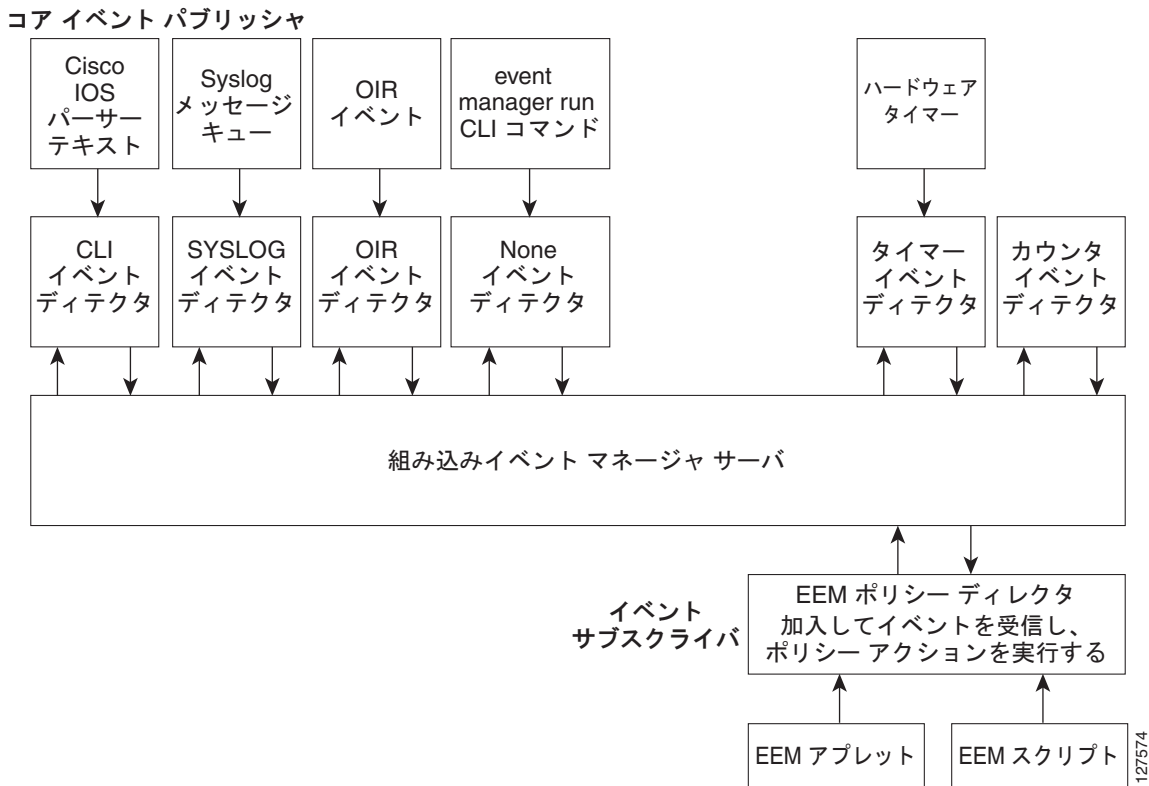 コア イベント パブリッシャ
Cisco
IOS
パーサー
テキスト
Syslog
メッセージ
キュー
OIR
イベント
event
manager run
CLI コマンド
ハードウェア
タイマー
CLI
イベント
ディテクタ
SYSLOG
イベント
ディテクタ
OIR
イベント
ディテクタ
None
イベント
ディテクタ
タイマー
イベント
ディテクタ
カウンタ
イベント
ディテクタ
組み込みイベント マネージャ サーバ
イベント
サブスクライバ
EEM ポリシー ディレクタ
加入してイベントを受信し、
ポリシー アクションを実行する
EEM アプレット
EEM スクリプト
127574